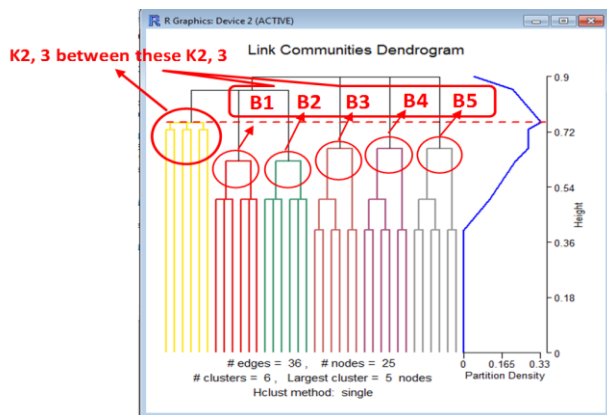 R Graphics: Device 2 (ACTIVE)
Link Communities Dendrogram
K2, 3 between these K2, 3
B1 B2 B3 B4 B5
0.9
0.72
0.54
0.36
0.18
0
Height
0 0.165 0.33
Partition Density
# edges = 36 , # nodes = 25
# clusters = 6 , Largest cluster = 5 nodes
Hclust method: single